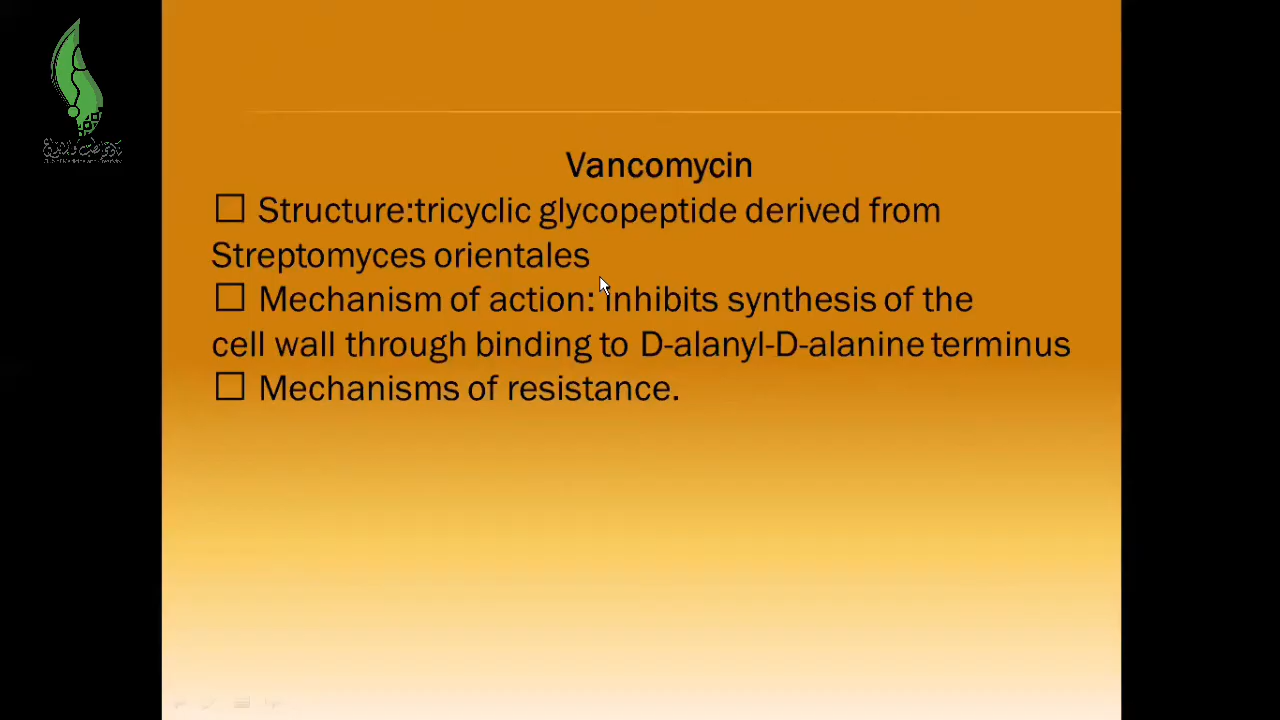 Vancomycin
☐ Structure:tricyclic glycopeptide derived from
Streptomyces orientales
☐ Mechanism of action: Inhibits synthesis of the
cell wall through binding to D-alanyl-D-alanine terminus
☐ Mechanisms of resistance.